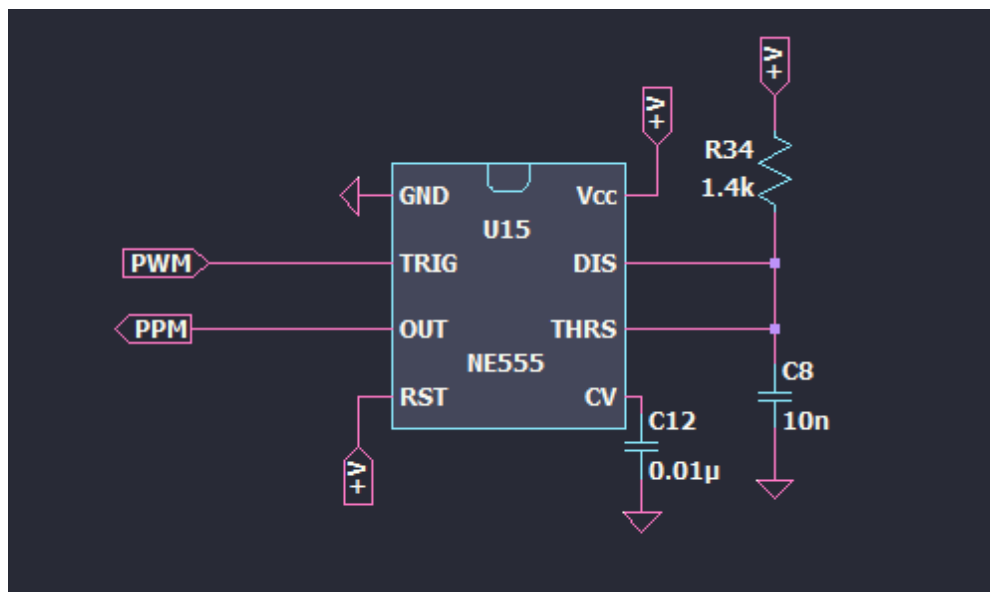 +V
+V
R34
1.4k
GND
Vcc
U15
PWM
TRIG
DIS
PPM
OUT
THRS
NE555
RST
CV
C8
10n
C12
0.01µ
+V